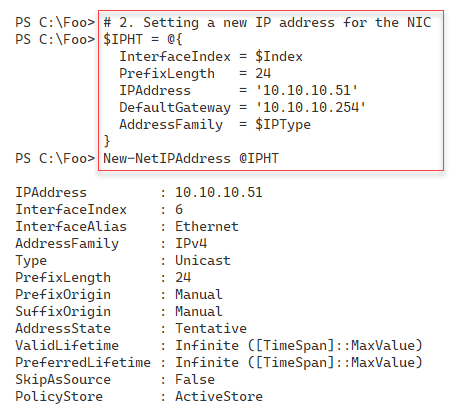 PS C:\Foo> # 2. Setting a new IP address for the NIC
PS C:\Foo> $IPHT = @{
InterfaceIndex = $Index
PrefixLength   = 24
IPAddress      = '10.10.10.51'
DefaultGateway = '10.10.10.254'
AddressFamily  = $IPType
}
PS C:\Foo> New-NetIPAddress @IPHT
IPAddress         : 10.10.10.51
InterfaceIndex    : 6
InterfaceAlias    : Ethernet
AddressFamily     : IPv4
Type              : Unicast
PrefixLength      : 24
PrefixOrigin      : Manual
SuffixOrigin      : Manual
AddressState      : Tentative
ValidLifetime     : Infinite ([TimeSpan]::MaxValue)
PreferredLifetime : Infinite ([TimeSpan]::MaxValue)
SkipAsSource      : False
PolicyStore       : ActiveStore